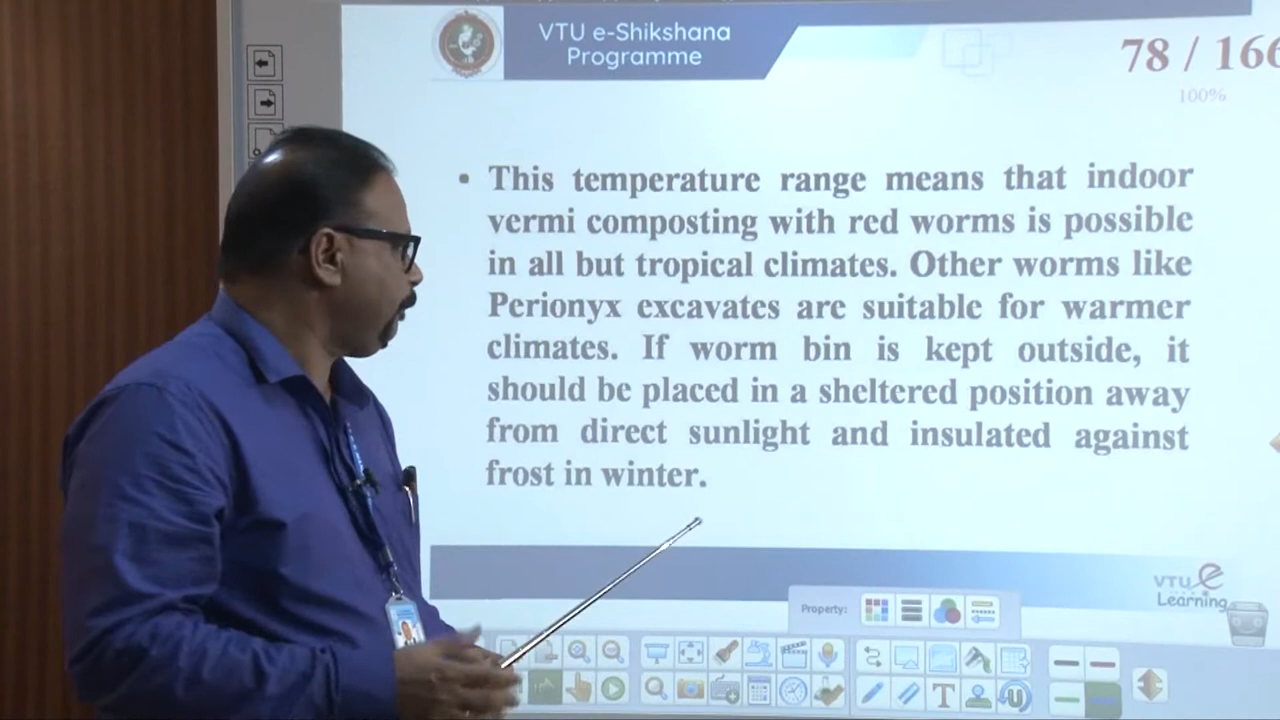 VTU e-Shikshana
Programme
78 / 166
100%
This temperature range means that indoor
vermi composting with red worms is possible
in all but tropical climates. Other worms like
Perionyx excavates are suitable for warmer
climates. If worm bin is kept outside, it
should be placed in a sheltered position away
from direct sunlight and insulated against
frost in winter.
VTU e
Learning
Property:
T